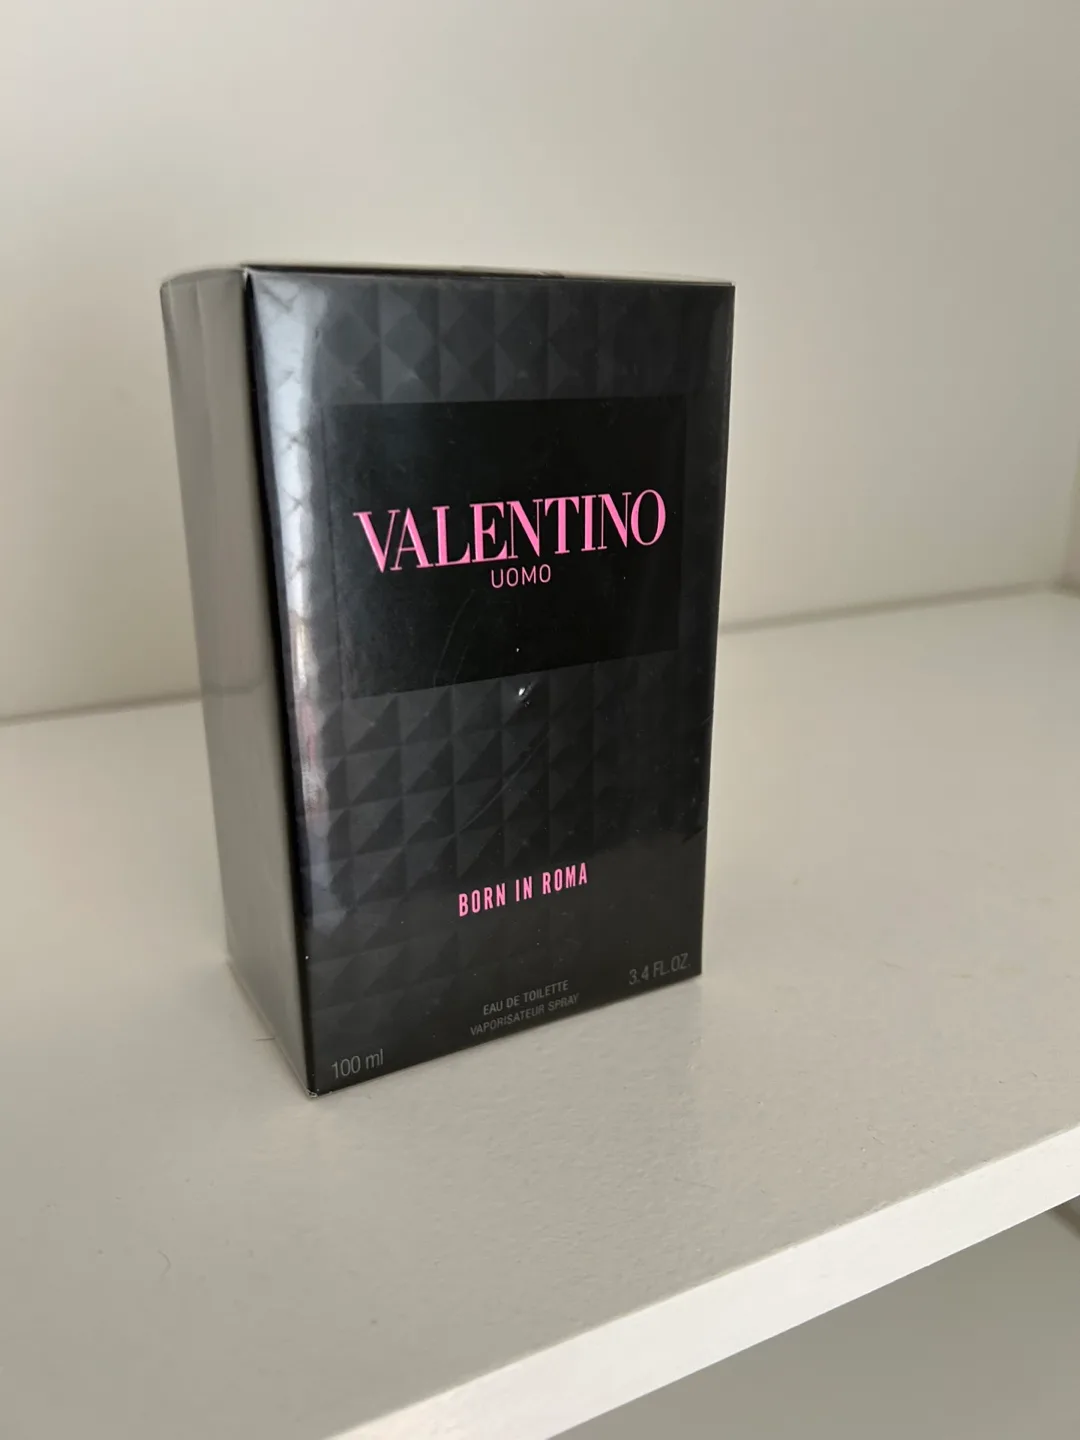 VALENTINO
UOMO
BORN IN ROMA
EAU DE TOILETTE
VAPORISATEUR SPRAY
3.4 FL.OZ.
100 ml